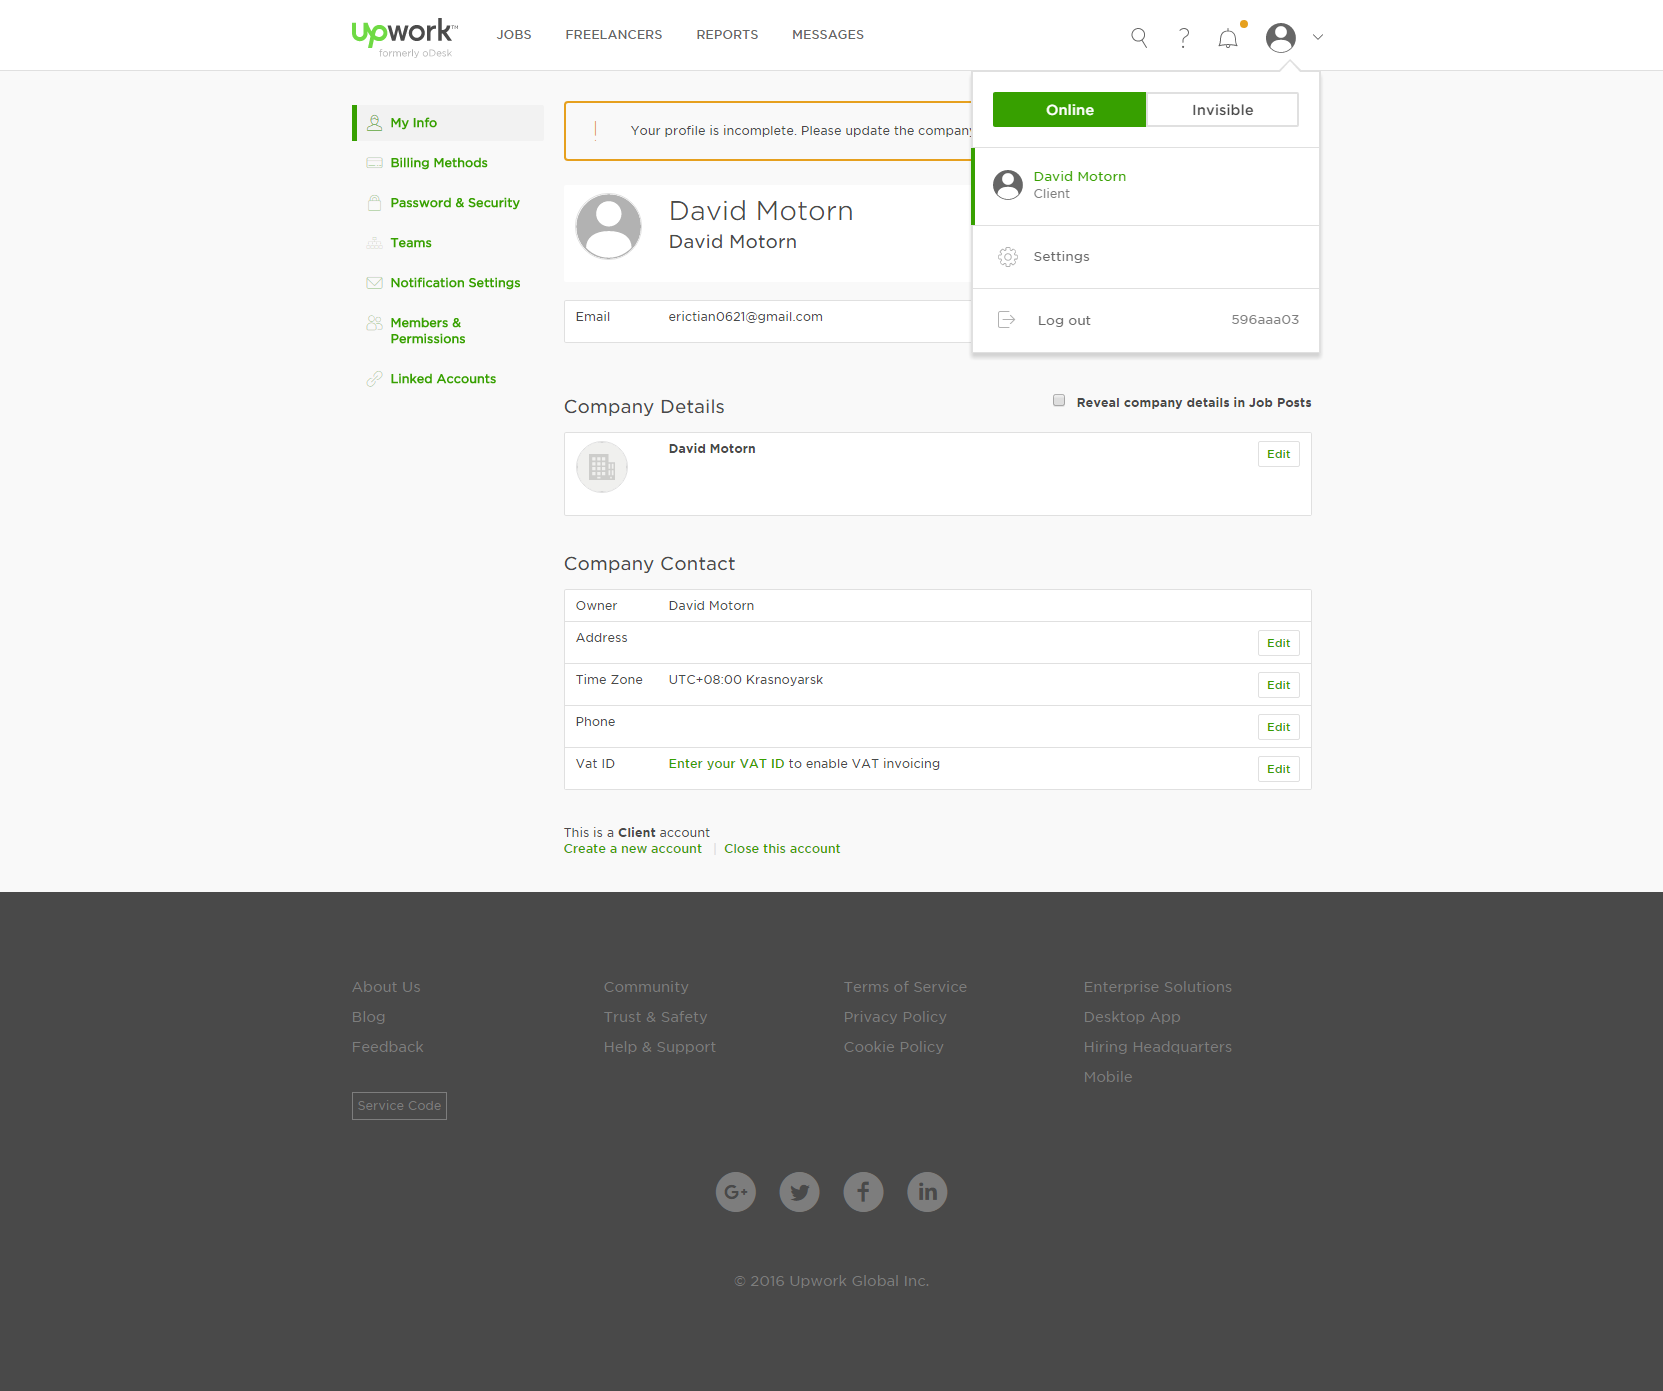 upwork™
formerly oDesk
JOBS
FREELANCERS
REPORTS
MESSAGES
Online
Invisible
David Motorn
Client
Settings
Log out
596aaa03
My Info
Billing Methods
Password & Security
Teams
Notification Settings
Members &
Permissions
Linked Accounts
Your profile is incomplete. Please update the company
David Motorn
David Motorn
Email erictian0621@gmail.com
Company Details
Reveal company details in Job Posts
David Motorn
Edit
Company Contact
Owner David Motorn
Address Edit
Time Zone UTC+08:00 Krasnoyarsk Edit
Phone Edit
Vat ID Enter your VAT ID to enable VAT invoicing Edit
This is a Client account
Create a new account | Close this account
About Us
Blog
Feedback
Service Code
Community
Trust & Safety
Help & Support
Terms of Service
Privacy Policy
Cookie Policy
Enterprise Solutions
Desktop App
Hiring Headquarters
Mobile
G+
f
in
© 2016 Upwork Global Inc.